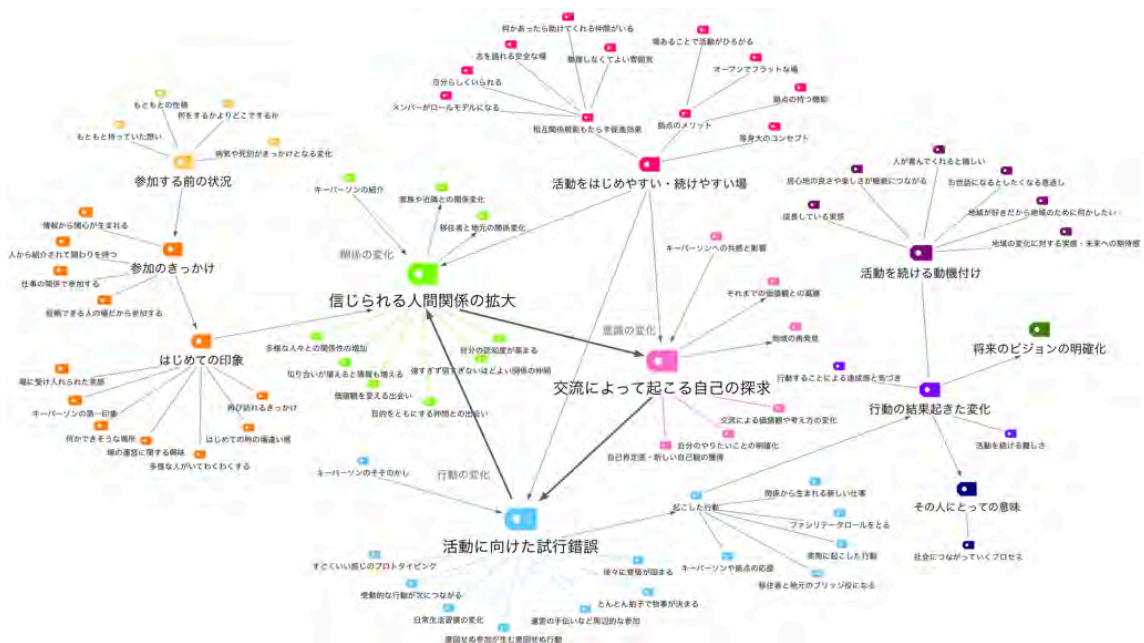 何かあったら助けてくれる仲間がいる
志を語れる安全な場
無理しなくてよい雰囲気
自分らしくいられる
メンバーがロールモデルになる
相互関係規範もたらす促進効果
場あることで活動がひろがる
オープンでフラットな場
拠点の持つ機能
拠点のメリット
等身大のコンセプト
活動をはじめやすい・続けやすい場
もともとの性格
何をするかよりどこでするか
もともと持っていた想い
病気や死別がきっかけとなる変化
参加する前の状況
情報から関心が生まれる
人から紹介されて関わりを持つ
参加のきっかけ
仕事の関係で参加する
信頼できる人の場だから参加する
はじめての印象
場に受け入れられた実感
キーパーソンの第一印象
何かできそうな場所
場の運営に関する興味
多様な人がいてわくわくする
はじめての時の場違い感
再び訪れるきっかけ
キーパーソンの紹介
家族や近隣との関係変化
移住者と地元の関係変化
関係の変化
信じられる人間関係の拡大
多様な人々との関係性の増加
知り合いが増えると情報も増える
価値観を変える出会い
目的をともにする仲間との出会い
強すぎず弱すぎないほどよい関係の仲間
自分の認知度が高まる
キーパーソンへの共感と影響
それまでの価値観との葛藤
地域の再発見
意識の変化
交流によって起こる自己の探求
交流による価値観や考え方の変化
自分のやりたいことの明確化
自己肯定感・新しい自己観の獲得
人が喜んでくれると嬉しい
居心地の良さや楽しさが継続につながる
お世話になるとしたくなる恩返し
成長している実感
地域が好きだから地域のために何かしたい
地域の変化に対する実感・未来への期待感
活動を続ける動機付け
将来のビジョンの明確化
行動することによる達成感と気づき
行動の結果起きた変化
活動を続ける難しさ
その人にとっての意味
社会につながっていくプロセス
行動の変化
キーパーソンのそそのかし
活動に向けた試行錯誤
起こした行動
関係から生まれる新しい仕事
ファシリテータロールをとる
実際に起こした行動
移住者と地元のブリッジ役になる
キーパーソンや拠点の応援
すごくいい感じのプロトタイピング
受動的な行動が次につながる
日常生活習慣の変化
意図せぬ参加が生む意図せぬ行動
運営の手伝いなど周辺的な参加
とんとん拍子で物事が決まる
徐々に覚悟が固まる